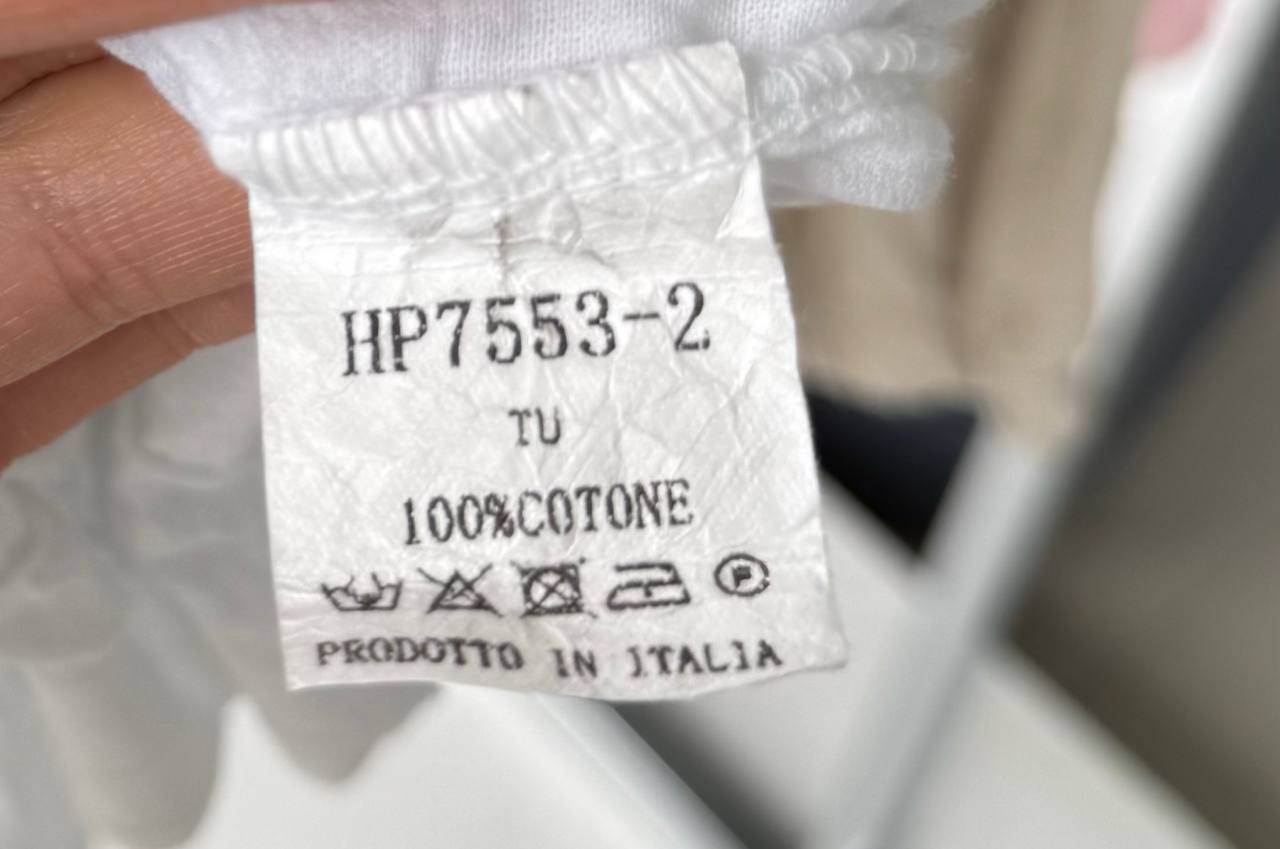 HP7553-2
TU
100%COTONE
P
PRODOTTO IN ITALIA